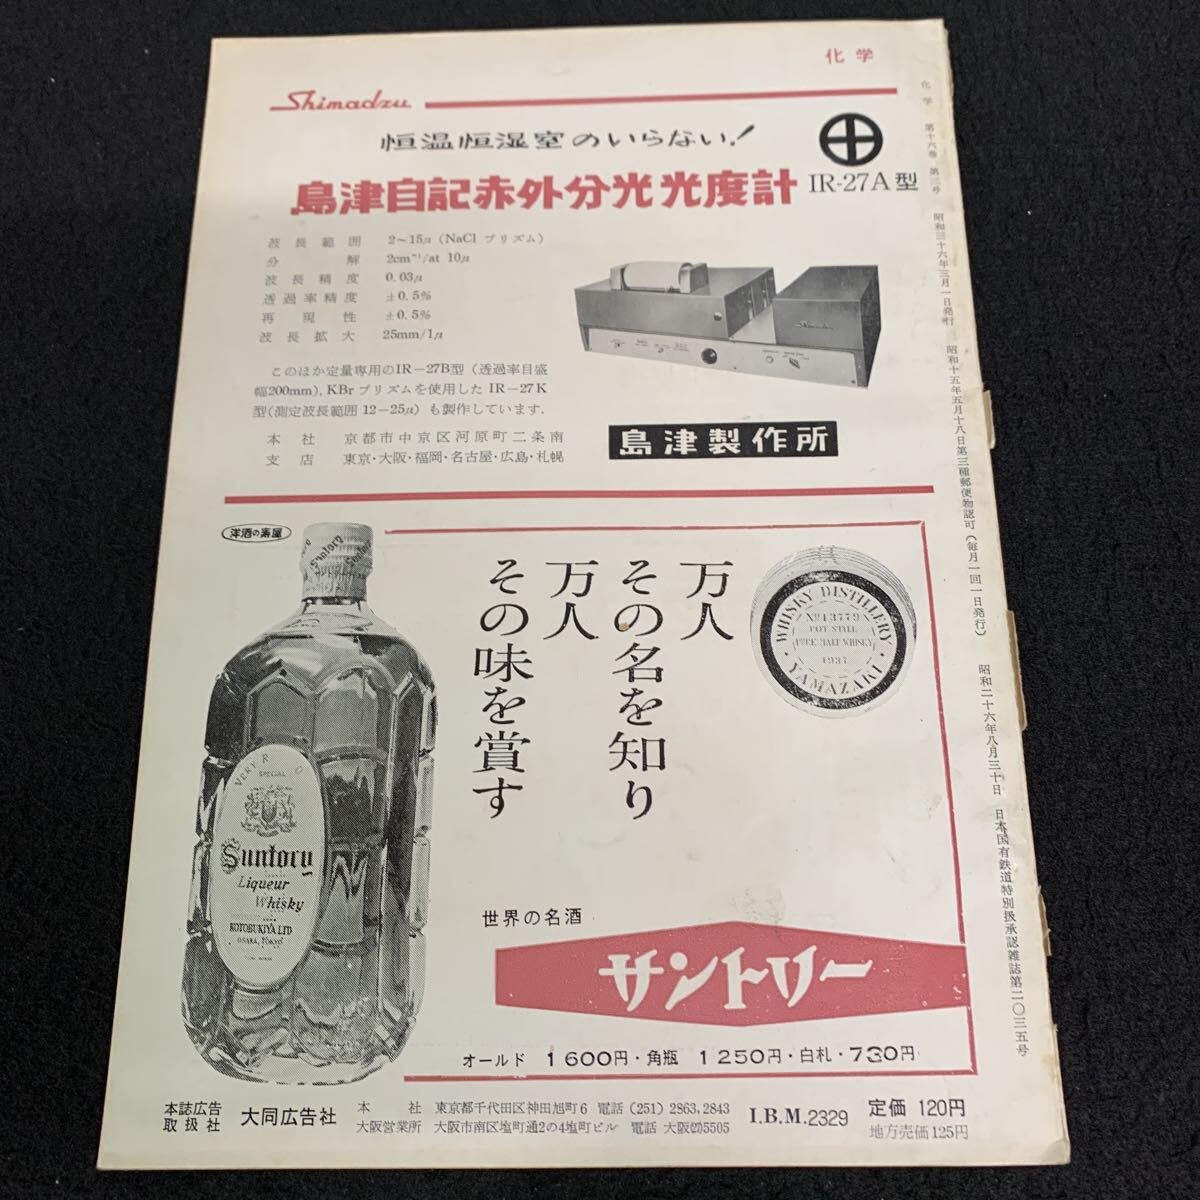 化学
Shimadzu
恒温恒湿室のいらない!
島津自記赤外分光光度計
IR-27A型
波長範囲 2〜15μ (NaCl プリズム)
分解 2cm⁻¹/at 10μ
波長精度 0.03μ
透過率精度 ±0.5%
再現性 ±0.5%
波長拡大 25mm/1μ
このほか定量専用のIR-27B型 (透過率目盛
幅200mm), KBr プリズムを使用した IR-27K
型(測定波長範囲 12-25μ) も製作しています.
本社 京都市中京区河原町二条南
支店 東京・大阪・福岡・名古屋・広島・札幌
Shimadzu
島津製作所
化学 第十六巻 第三号 昭和三十六年三月一日発行 昭和十五年五月十八日第三種郵便物認可(毎月一回一日発行) 昭和二十六年八月三十日 日本国有鉄道特別扱承認雑誌第二〇三五号
洋酒の寿屋
万人
その名を知り
万人
その味を賞す
WHISKY DISTILLERY
No 13779
POT STILL
PURE MALT WHISKY
1937
YAMAZAKI
Suntory
SPECIAL
Suntory
Liqueur
Whisky
KOTOBUKIYA LTD
OSAKA, TOKYO
世界の名酒
サントリー
オールド 1600円・角瓶 1250円・白札・730円
本誌広告
取扱社
大同広告社
本社 東京都千代田区神田旭町6 電話 (251) 2863,2843
大阪営業所 大阪市南区塩町通2の4塩町ビル 電話 大阪(27)5505
I.B.M.2329
定価 120円
地方売価125円